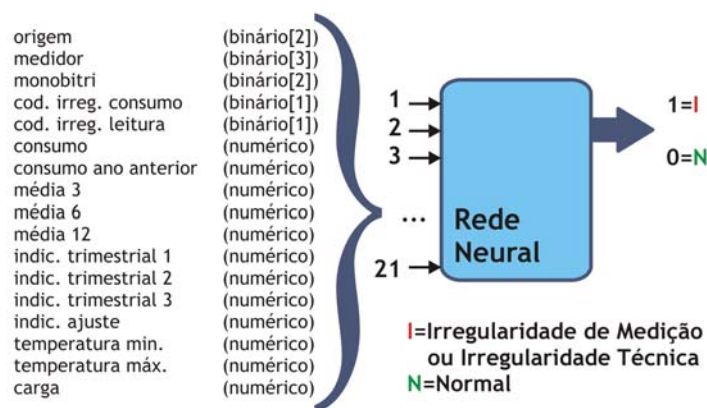 origem (binário[2])
medidor (binário[3])
monobitri (binário[2])
cod. irreg. consumo (binário[1])
cod. irreg. leitura (binário[1])
consumo (numérico)
consumo ano anterior (numérico)
média 3 (numérico)
média 6 (numérico)
média 12 (numérico)
indic. trimestrial 1 (numérico)
indic. trimestrial 2 (numérico)
indic. trimestrial 3 (numérico)
indic. ajuste (numérico)
temperatura min. (numérico)
temperatura máx. (numérico)
carga (numérico)
1
2
3
...
21
Rede
Neural
1=I
0=N
I=Irregularidade de Medição
ou Irregularidade Técnica
N=Normal